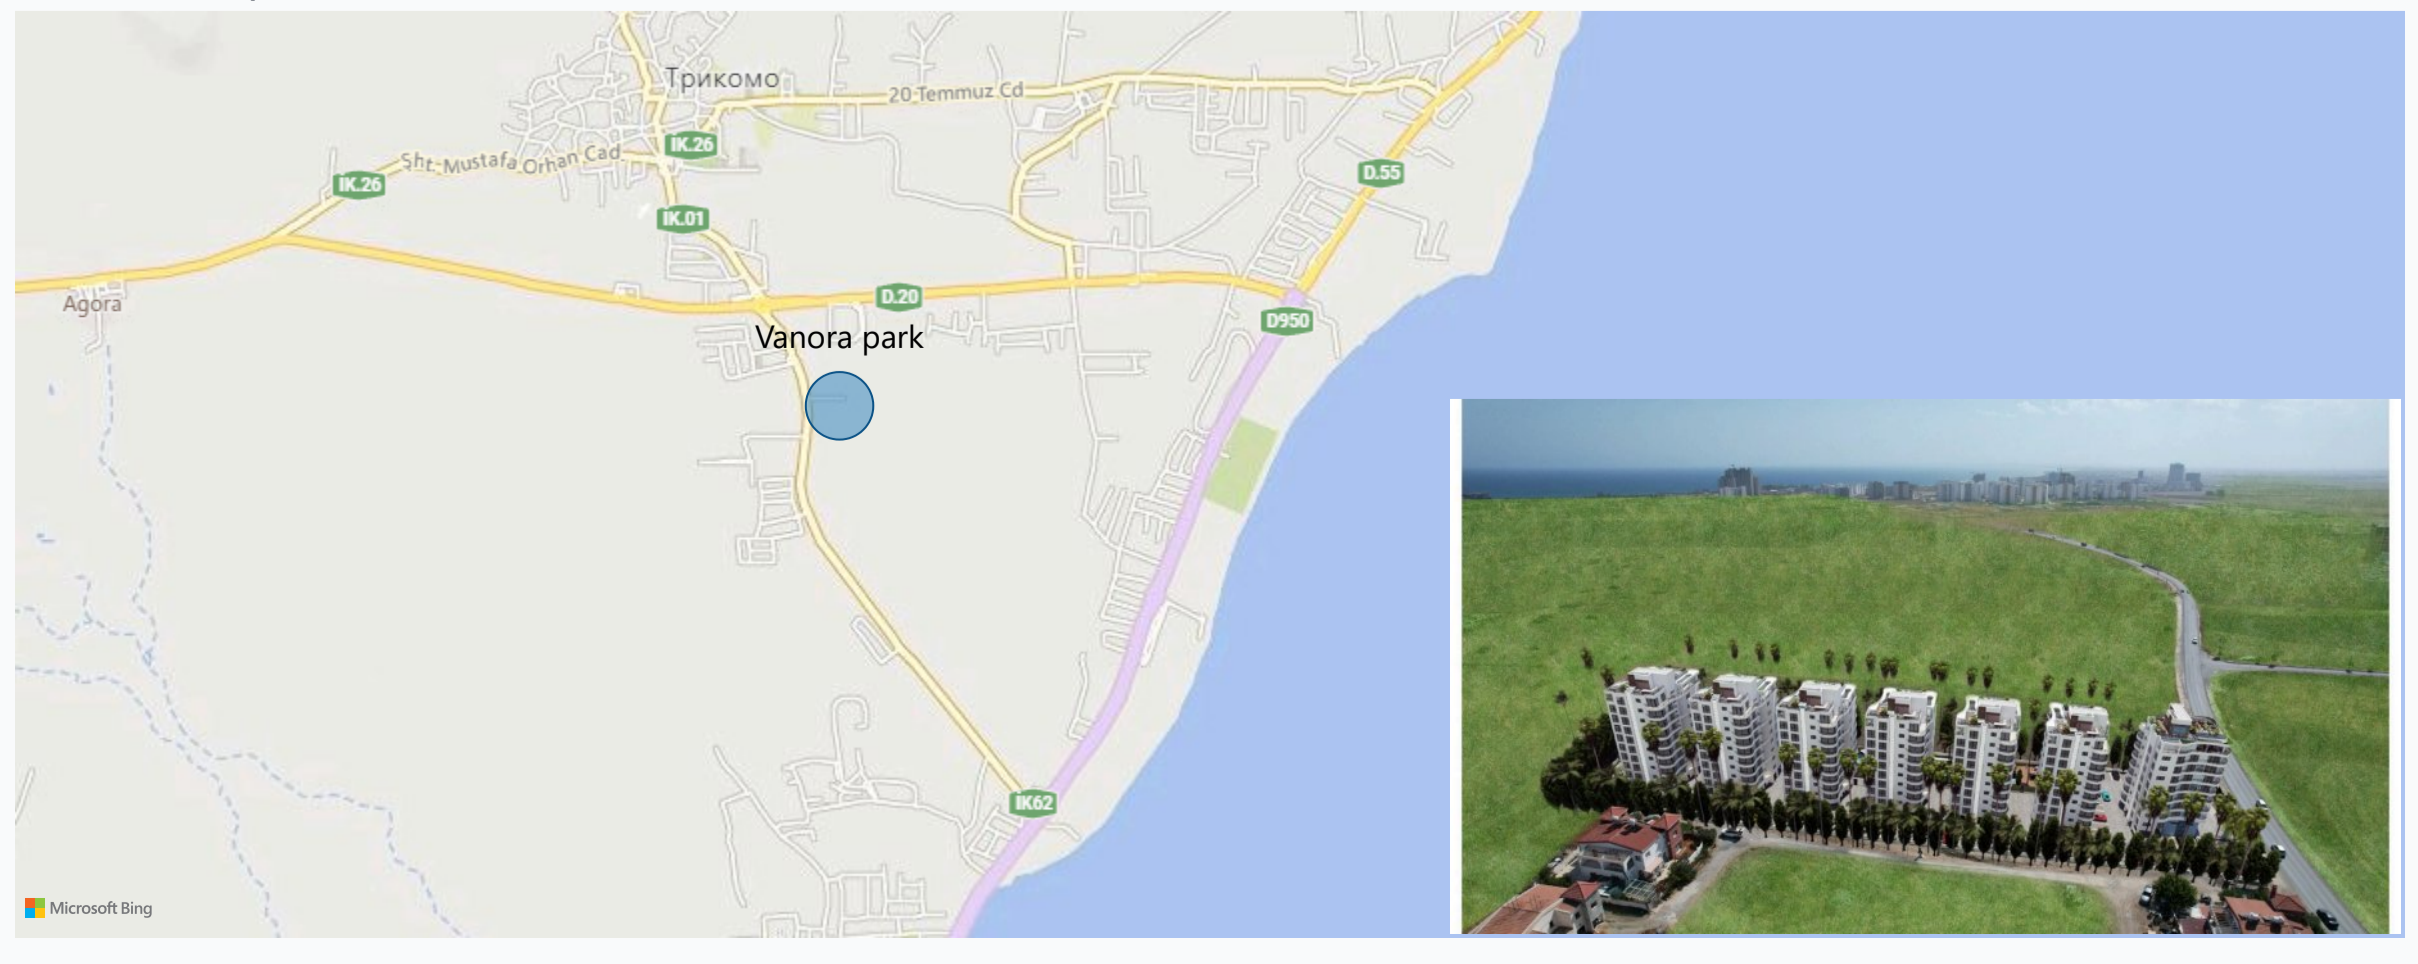 Трикомо
20 Temmuz Cd
IK.26
Sht. Mustafa Orhan Cad
D.55
IK.26
IK.01
D.20
Agora
D950
Vanora park
IK62
Microsoft Bing